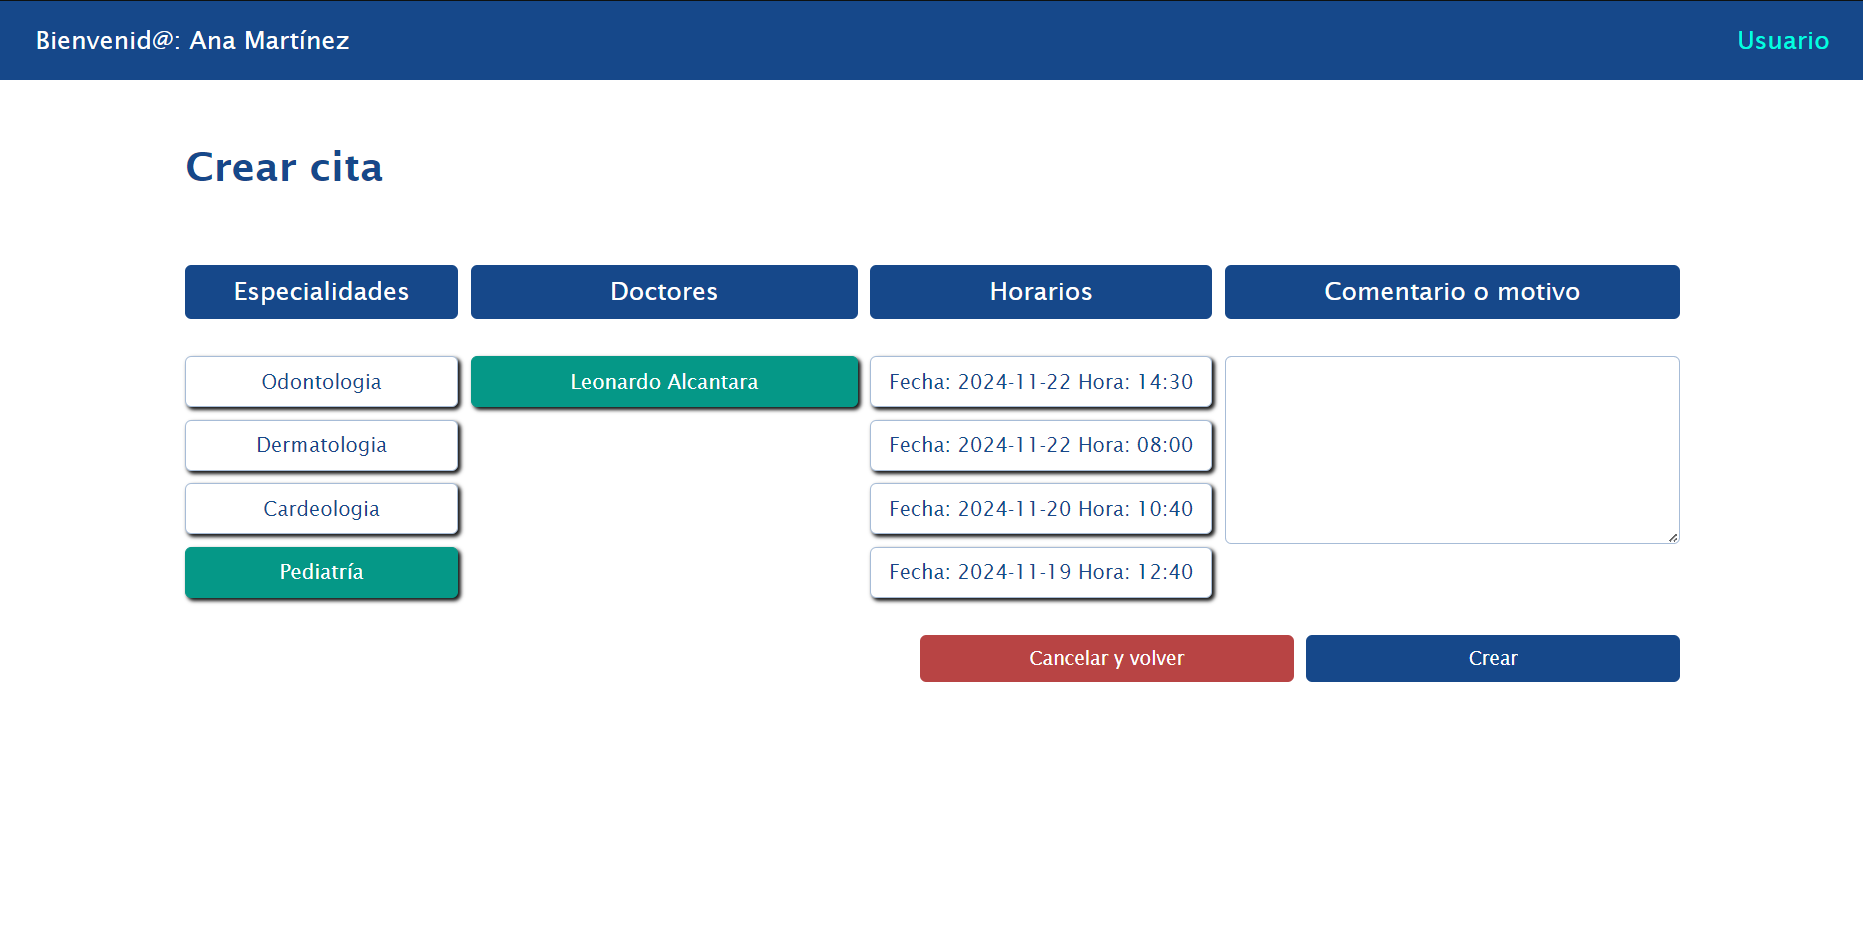 Bienvenid@: Ana Martínez
Usuario
Crear cita
Especialidades
Doctores
Horarios
Comentario o motivo
Odontologia
Leonardo Alcantara
Fecha: 2024-11-22 Hora: 14:30
Dermatologia
Fecha: 2024-11-22 Hora: 08:00
Cardeologia
Fecha: 2024-11-20 Hora: 10:40
Pediatría
Fecha: 2024-11-19 Hora: 12:40
Cancelar y volver
Crear